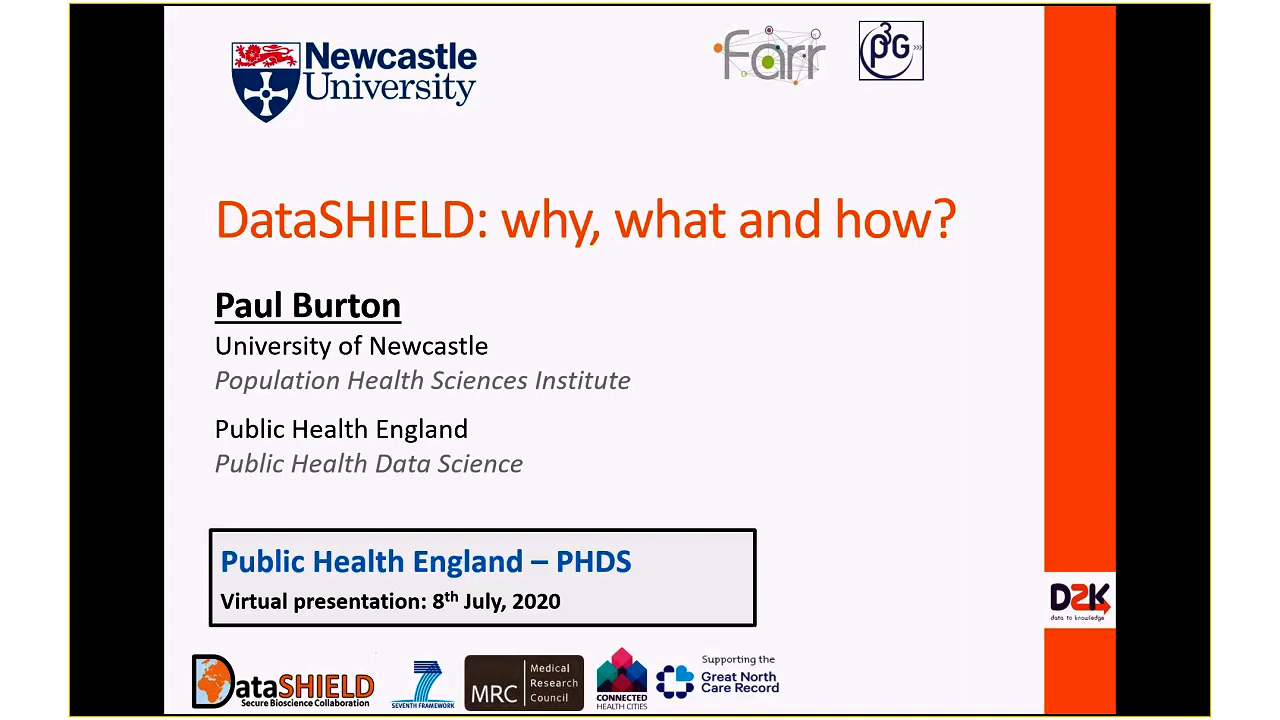 Newcastle
University
Farr
P3G
DataSHIELD: why, what and how?
Paul Burton
University of Newcastle
Population Health Sciences Institute
Public Health England
Public Health Data Science
Public Health England – PHDS
Virtual presentation: 8th July, 2020
D2K
data to knowledge
DataSHIELD
Secure Bioscience Collaboration
7
SEVENTH FRAMEWORK
MRC
Medical
Research
Council
CONNECTED
HEALTH CITIES
Supporting the
Great North
Care Record